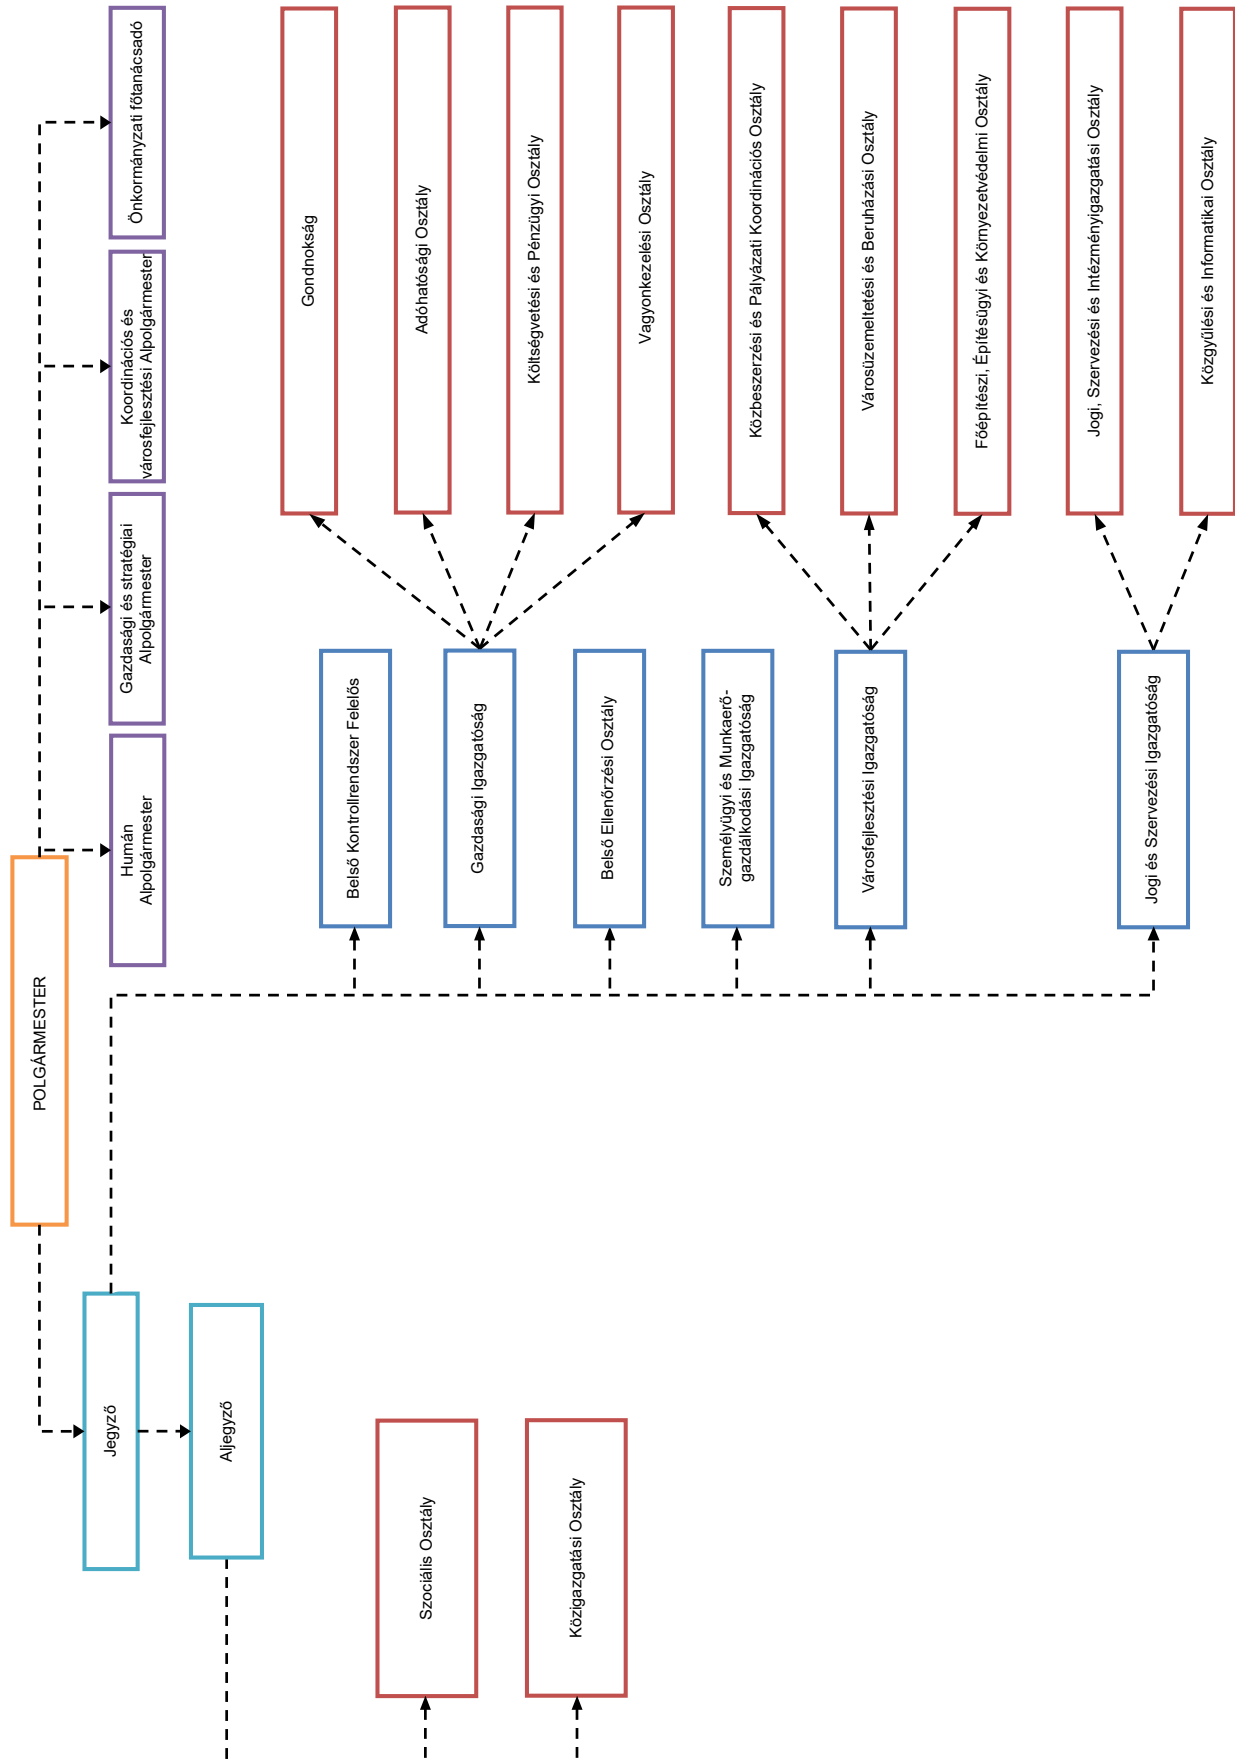 POLGÁRMESTER
Humán
Alpolgármester
Gazdasági és stratégiai
Alpolgármester
Koordinációs és
városfejlesztési Alpolgármester
Önkormányzati főtanácsadó
Jegyző
Aljegyző
Szociális Osztály
Közigazgatási Osztály
Belső Kontrollrendszer Felelős
Gazdasági Igazgatóság
Belső Ellenőrzési Osztály
Személyügyi és Munkaerő-
gazdálkodási Igazgatóság
Városfejlesztési Igazgatóság
Jogi és Szervezési Igazgatóság
Gondnokság
Adóhatósági Osztály
Költségvetési és Pénzügyi Osztály
Vagyonkezelési Osztály
Közbeszerzési és Pályázati Koordinációs Osztály
Városüzemeltetési és Beruházási Osztály
Főépítészi, Építésügyi és Környezetvédelmi Osztály
Jogi, Szervezési és Intézményigazgatási Osztály
Közgyűlési és Informatikai Osztály